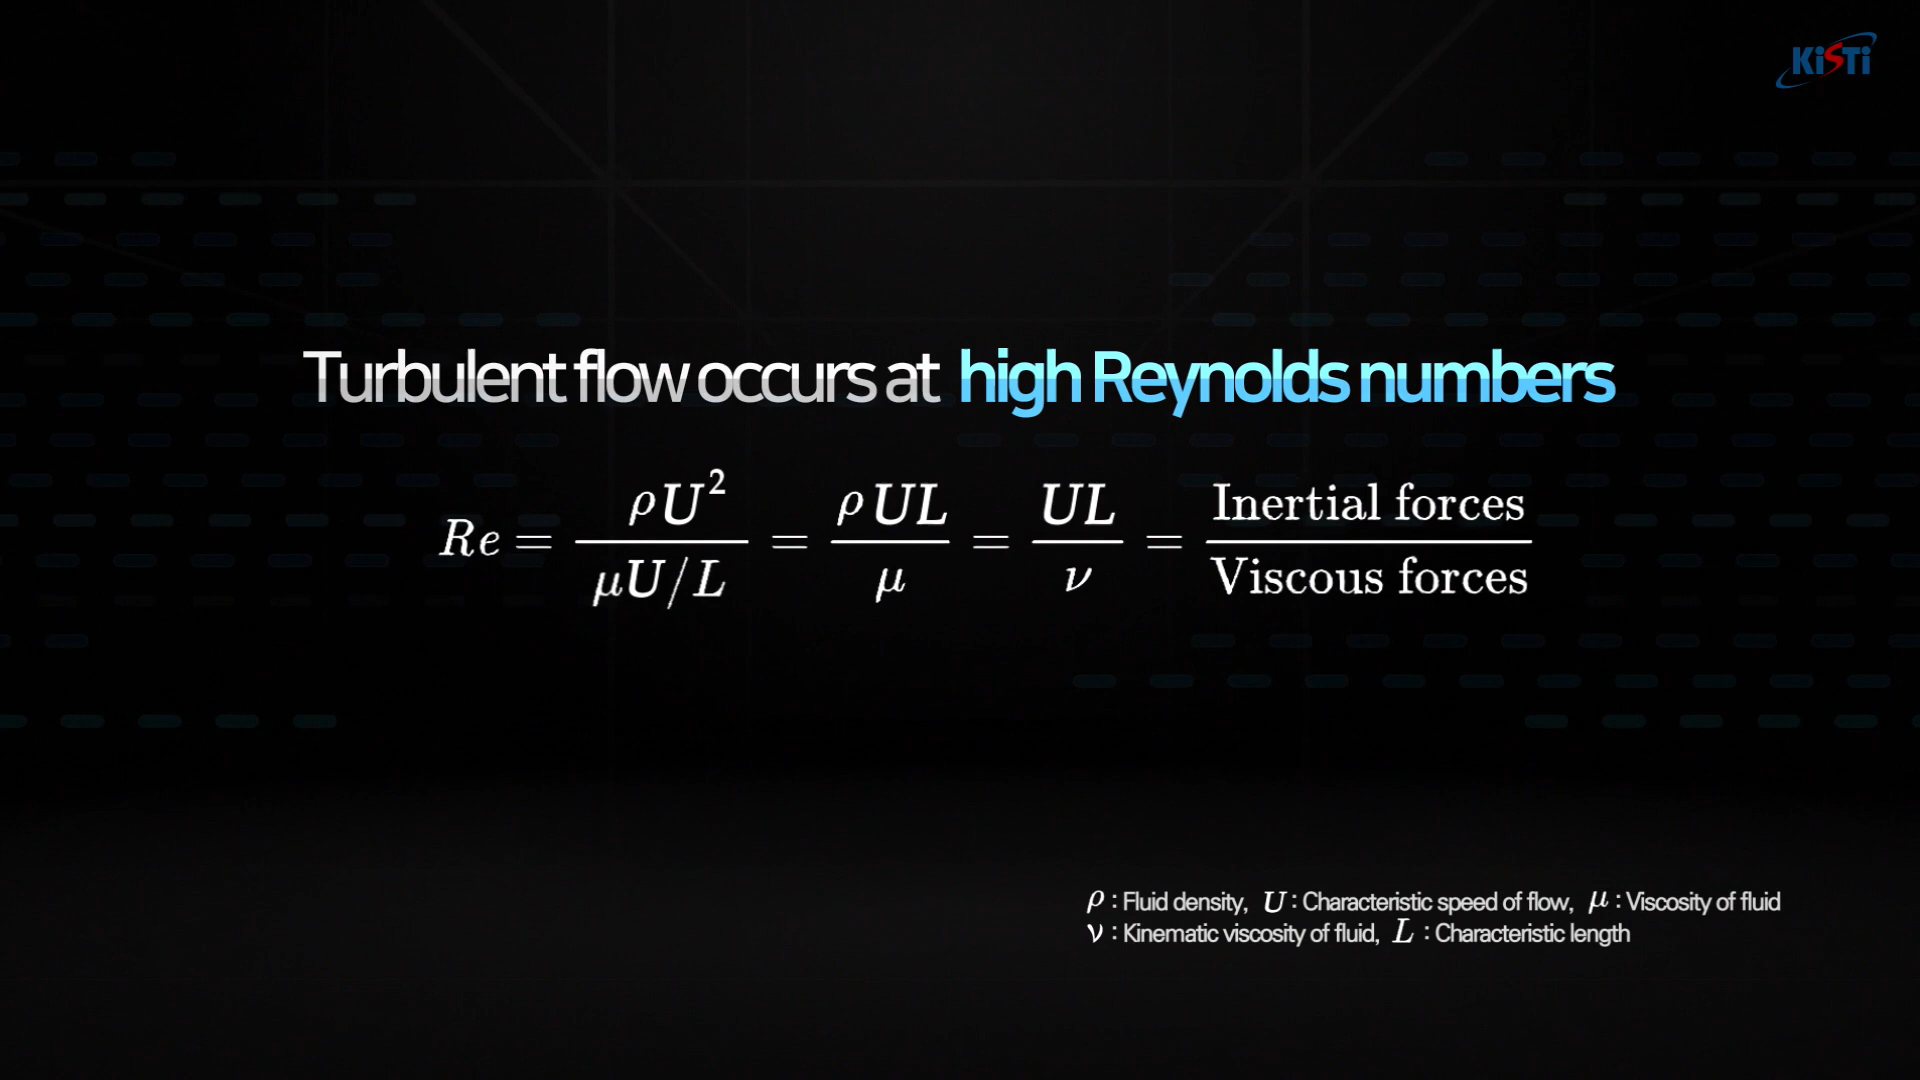 KiSTi
Turbulent flow occurs at high Reynolds numbers
Re = ρU² / μU/L = ρUL / μ = UL / ν = Inertial forces / Viscous forces
ρ : Fluid density, U : Characteristic speed of flow, μ : Viscosity of fluid
ν : Kinematic viscosity of fluid, L : Characteristic length